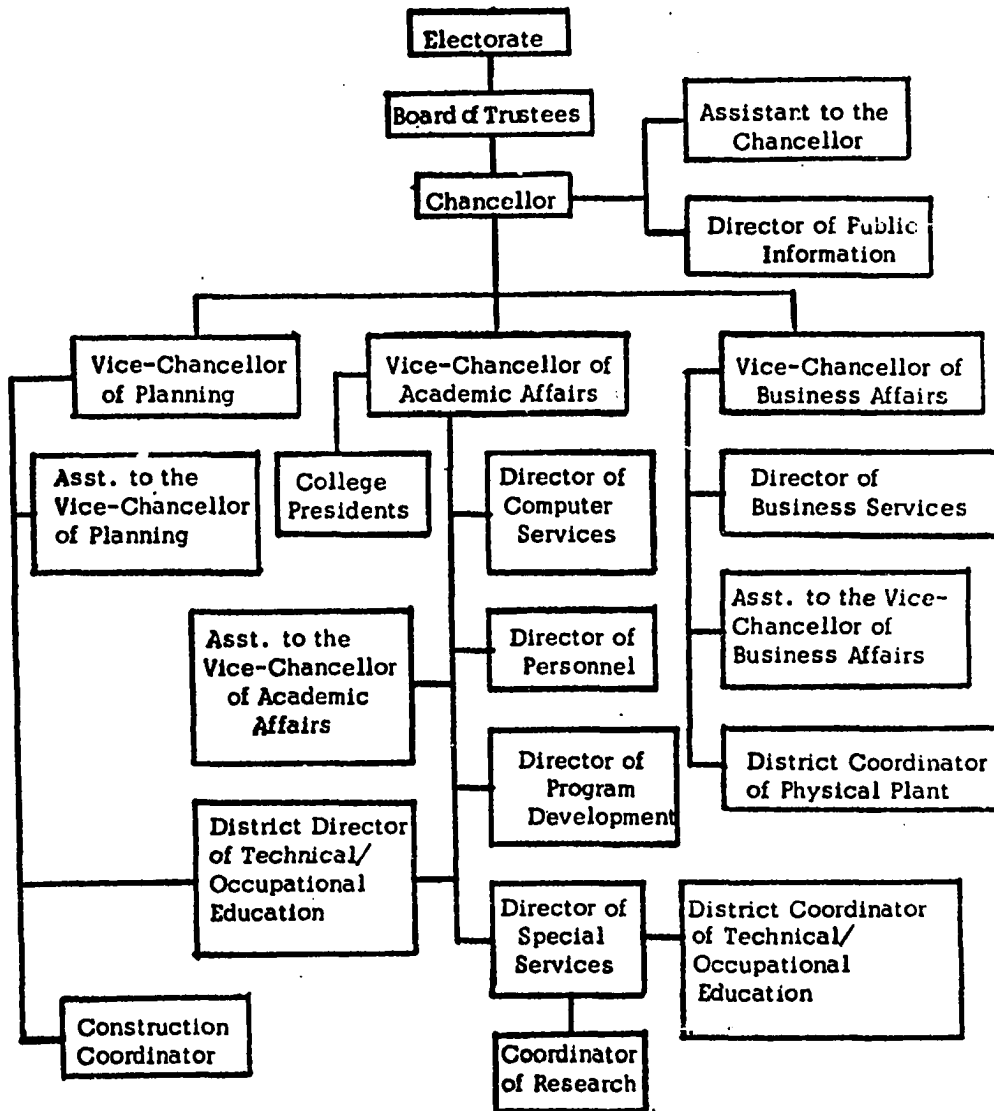 Electorate
Board of Trustees
Assistant to the
Chancellor
Chancellor
Director of Public
Information
Vice-Chancellor
of Planning
Vice-Chancellor of
Academic Affairs
Vice-Chancellor of
Business Affairs
Asst. to the
Vice-Chancellor
of Planning
College
Presidents
Director of
Computer
Services
Director of
Business Services
Asst. to the
Vice-Chancellor
of Academic
Affairs
Director of
Personnel
Asst. to the Vice-
Chancellor of
Business Affairs
Director of
Program
Development
District Coordinator
of Physical Plant
District Director
of Technical/
Occupational
Education
Director of
Special
Services
District Coordinator
of Technical/
Occupational
Education
Construction
Coordinator
Coordinator
of Research